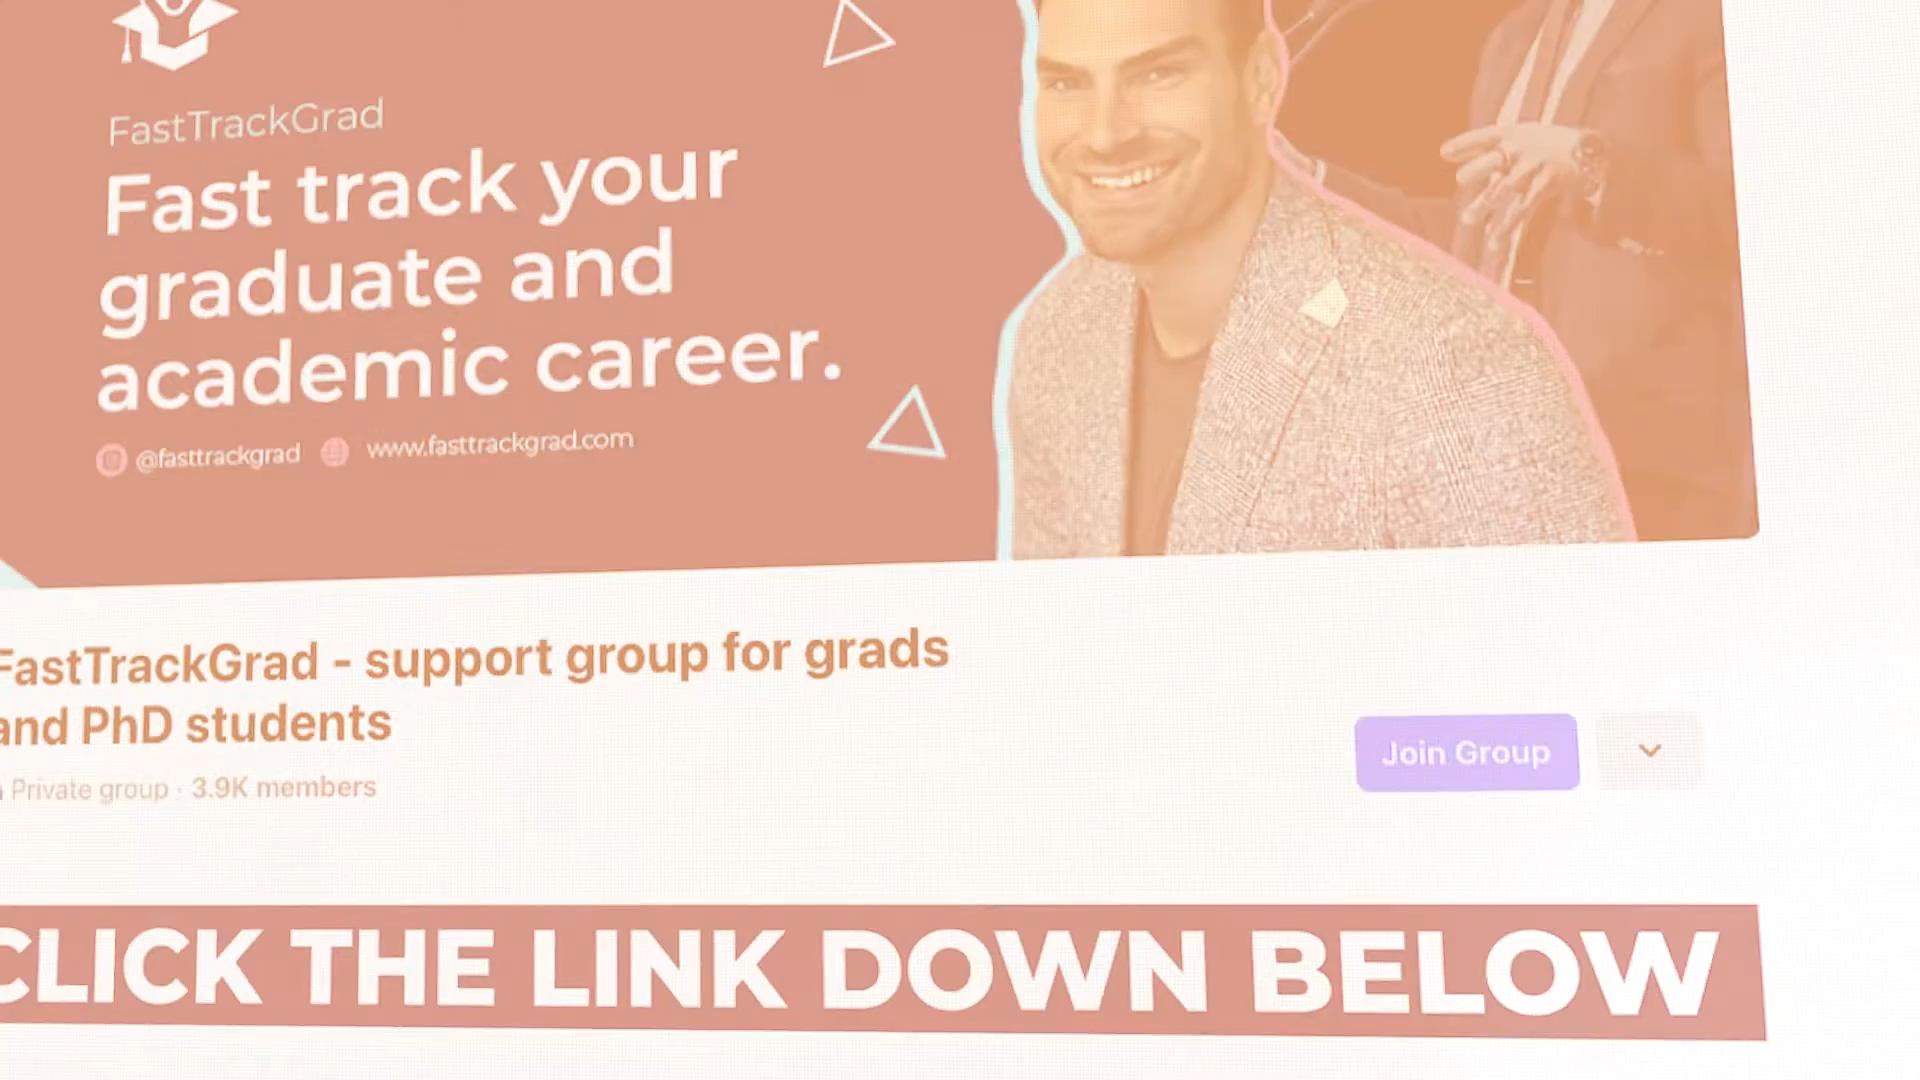 FastTrackGrad
Fast track your
graduate and
academic career.
@fasttrackgrad www.fasttrackgrad.com
FastTrackGrad - support group for grads
and PhD students
Private group · 3.9K members
Join Group
CLICK THE LINK DOWN BELOW